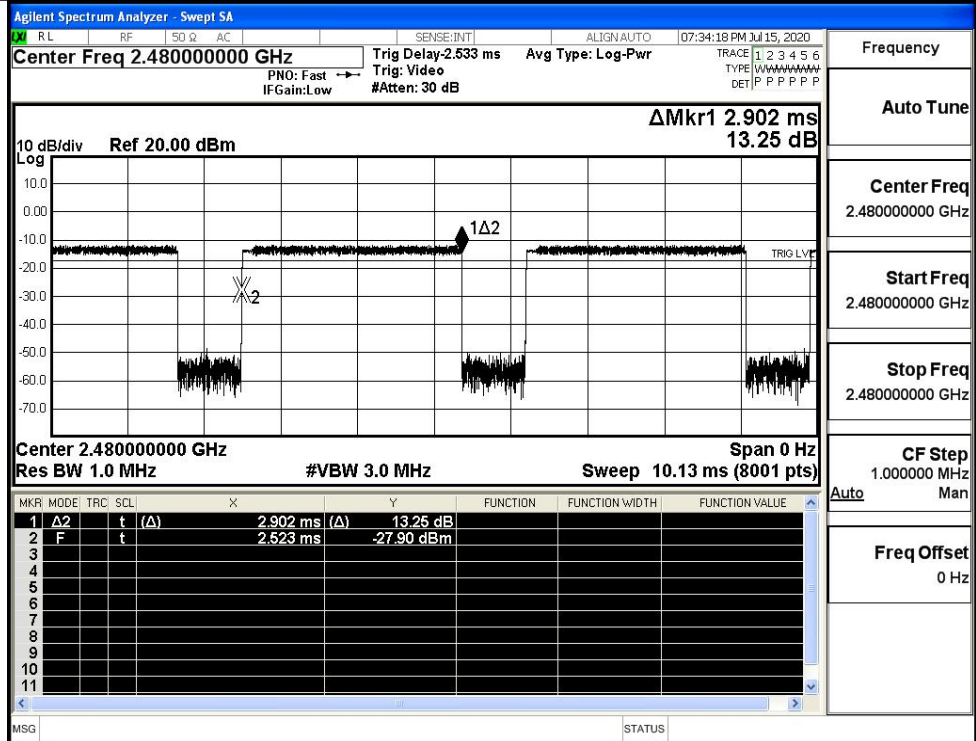 Agilent Spectrum Analyzer - Swept SA
LXI RL RF 50 Ω AC SENSE:INT ALIGN AUTO 07:34:18 PM Jul 15, 2020
Center Freq 2.480000000 GHz
PNO: Fast
IFGain:Low
Trig Delay-2.533 ms
Trig: Video
#Atten: 30 dB
Avg Type: Log-Pwr
TRACE 1 2 3 4 5 6
TYPE WWWWWW
DET P P P P P P
ΔMkr1 2.902 ms
13.25 dB
10 dB/div Ref 20.00 dBm
Log
10.0
0.00
-10.0
-20.0
-30.0
-40.0
-50.0
-60.0
-70.0
1Δ2
2
TRIG LVL
Center 2.480000000 GHz Span 0 Hz
Res BW 1.0 MHz #VBW 3.0 MHz Sweep 10.13 ms (8001 pts)
MKR MODE TRC SCL X Y FUNCTION FUNCTION WIDTH FUNCTION VALUE
1 Δ2 t (Δ) 2.902 ms (Δ) 13.25 dB
2 F t 2.523 ms -27.90 dBm
3
4
5
6
7
8
9
10
11
MSG STATUS
Frequency
Auto Tune
Center Freq
2.480000000 GHz
Start Freq
2.480000000 GHz
Stop Freq
2.480000000 GHz
CF Step
1.000000 MHz
Auto Man
Freq Offset
0 Hz